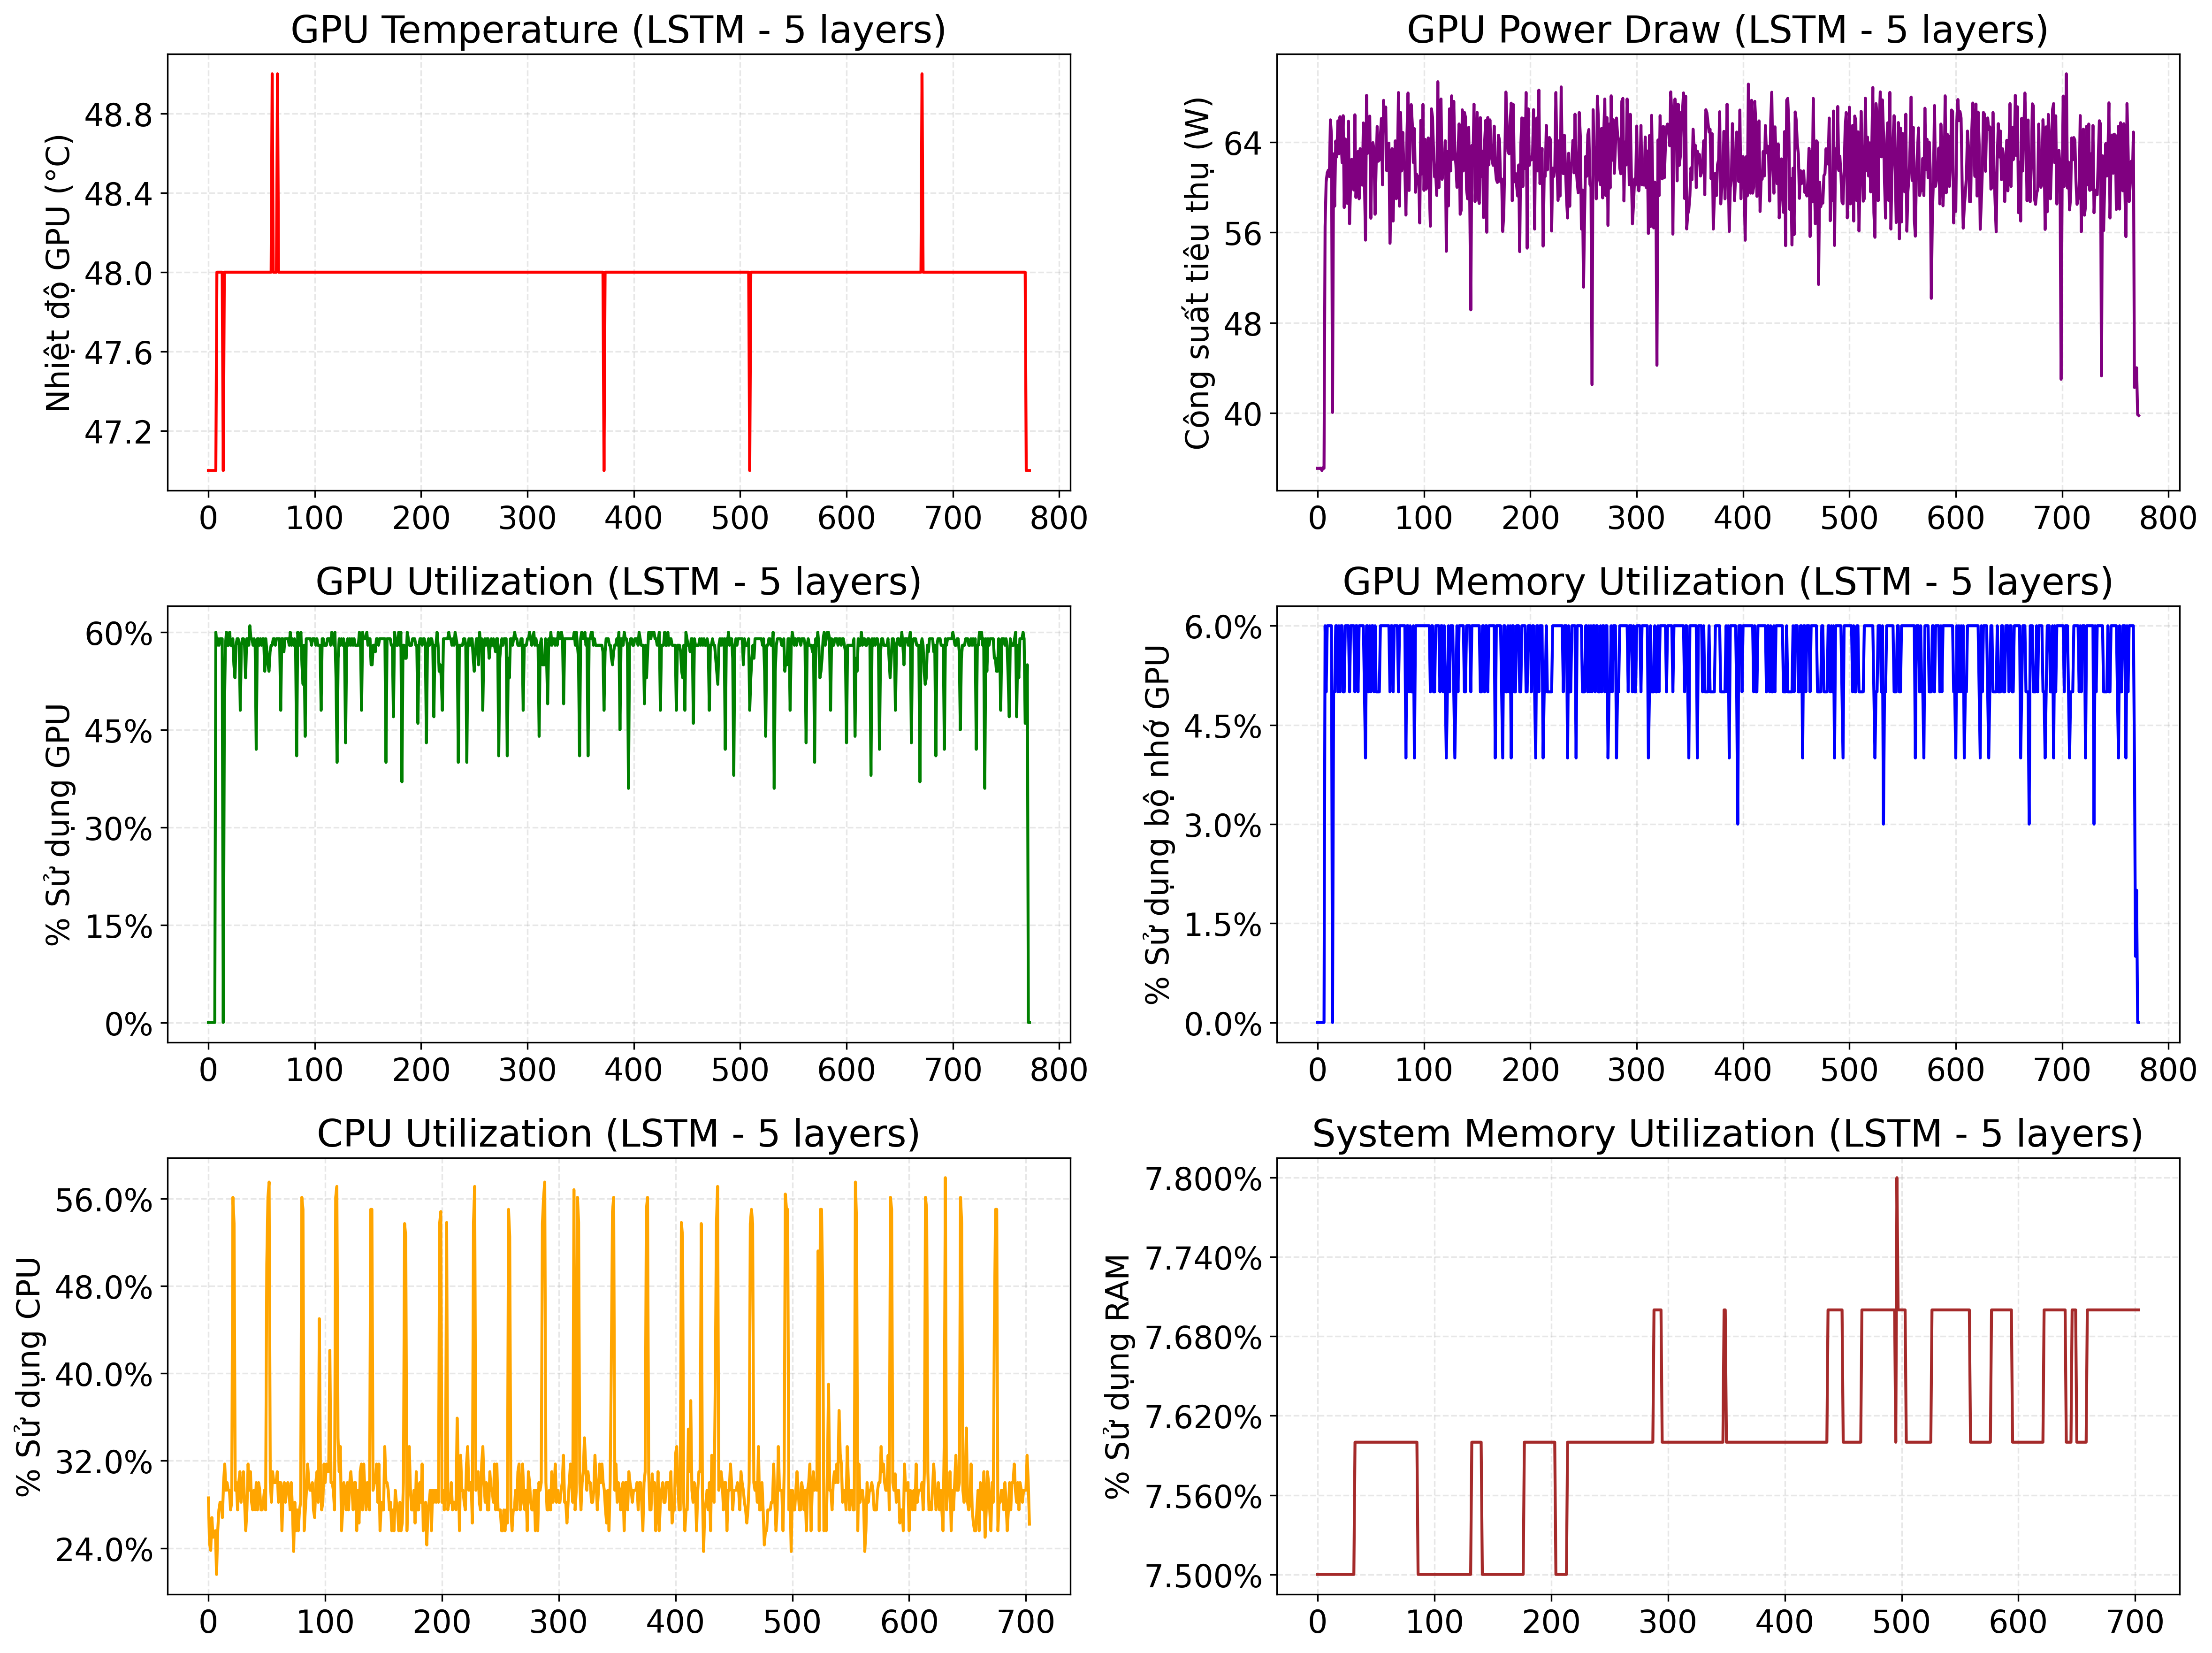 GPU Temperature (LSTM - 5 layers)
Nhiệt độ GPU (°C)
48.8
48.4
48.0
47.6
47.2
0 100 200 300 400 500 600 700 800
GPU Power Draw (LSTM - 5 layers)
Công suất tiêu thụ (W)
64
56
48
40
0 100 200 300 400 500 600 700 800
GPU Utilization (LSTM - 5 layers)
% Sử dụng GPU
60%
45%
30%
15%
0%
0 100 200 300 400 500 600 700 800
GPU Memory Utilization (LSTM - 5 layers)
% Sử dụng bộ nhớ GPU
6.0%
4.5%
3.0%
1.5%
0.0%
0 100 200 300 400 500 600 700 800
CPU Utilization (LSTM - 5 layers)
% Sử dụng CPU
56.0%
48.0%
40.0%
32.0%
24.0%
0 100 200 300 400 500 600 700
System Memory Utilization (LSTM - 5 layers)
% Sử dụng RAM
7.800%
7.740%
7.680%
7.620%
7.560%
7.500%
0 100 200 300 400 500 600 700